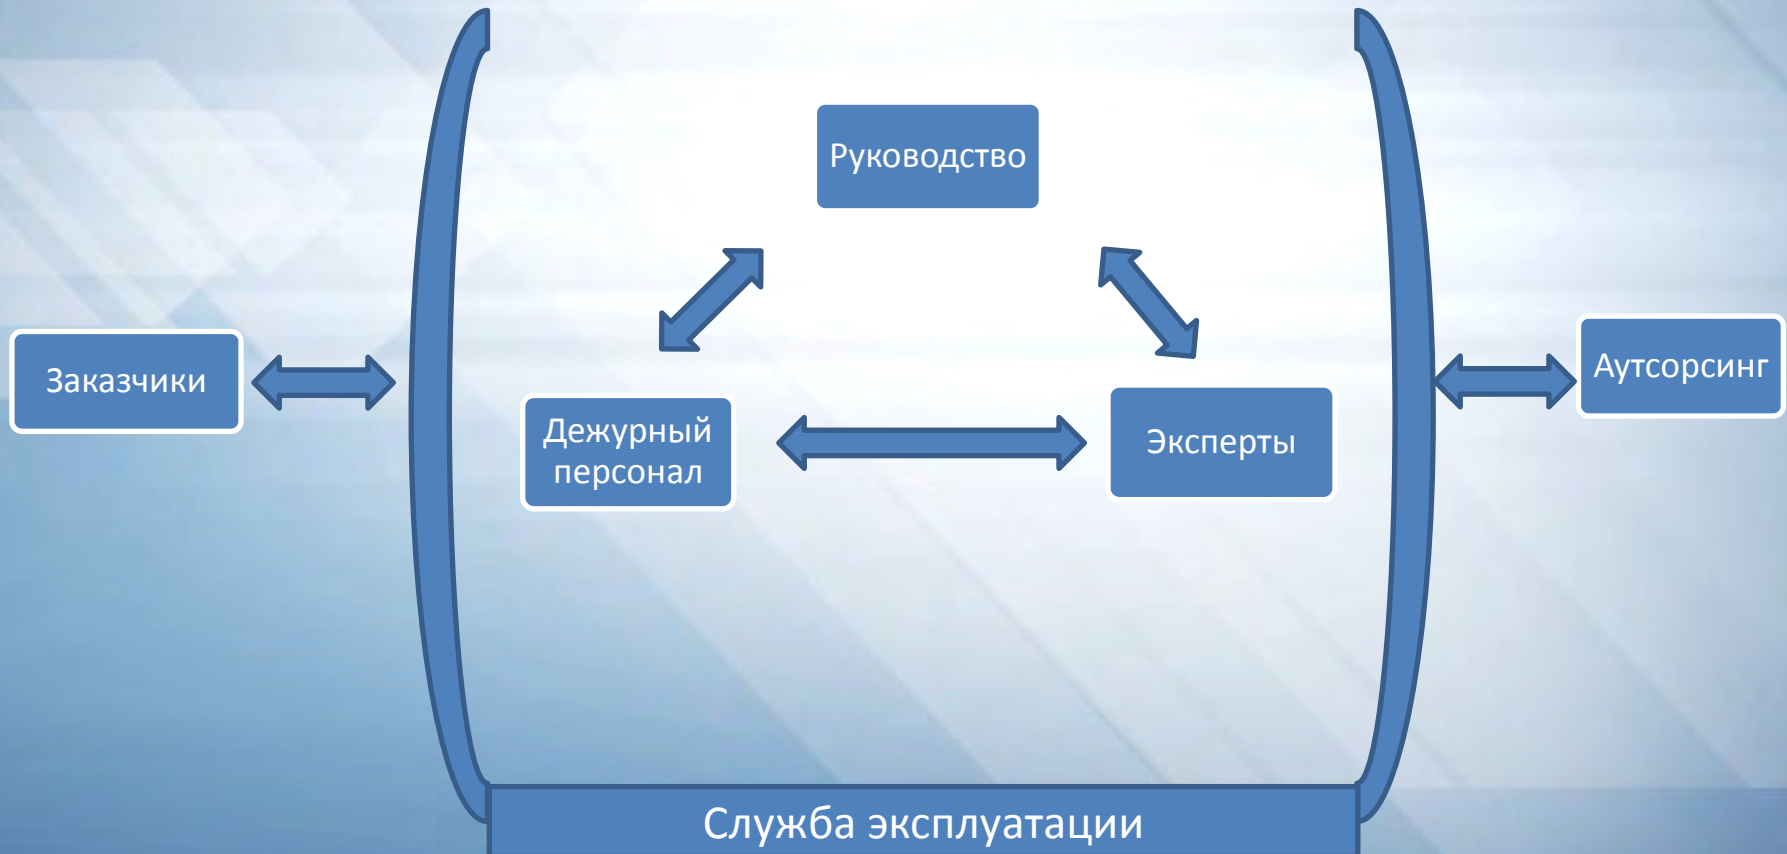 Руководство
Заказчики
Дежурный
персонал
Эксперты
Аутсорсинг
Служба эксплуатации